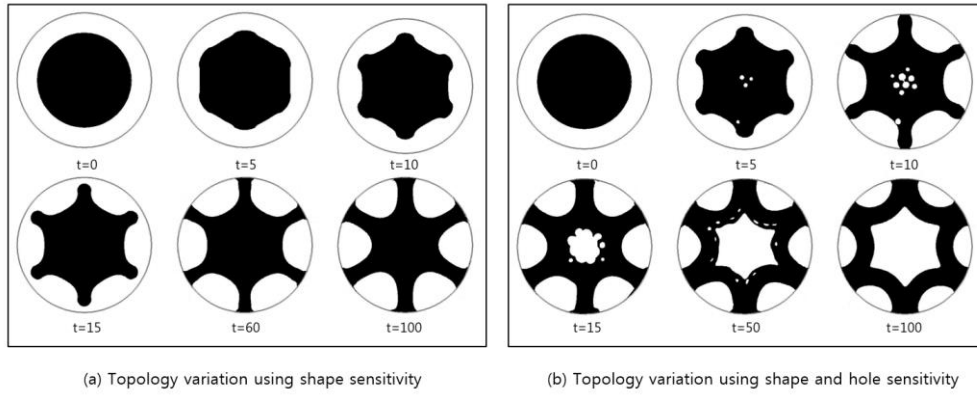 t=0
t=5
t=10
t=15
t=60
t=100
(a) Topology variation using shape sensitivity
t=0
t=5
t=10
t=15
t=50
t=100
(b) Topology variation using shape and hole sensitivity